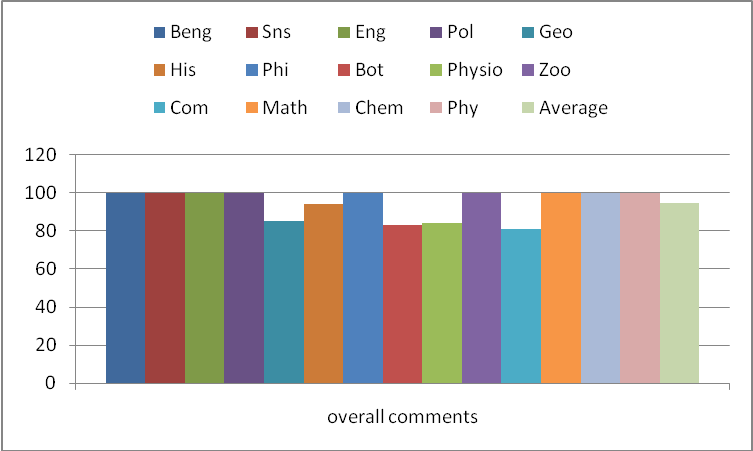 Beng Sns Eng Pol Geo
His Phi Bot Physio Zoo
Com Math Chem Phy Average
120
100
80
60
40
20
0
overall comments